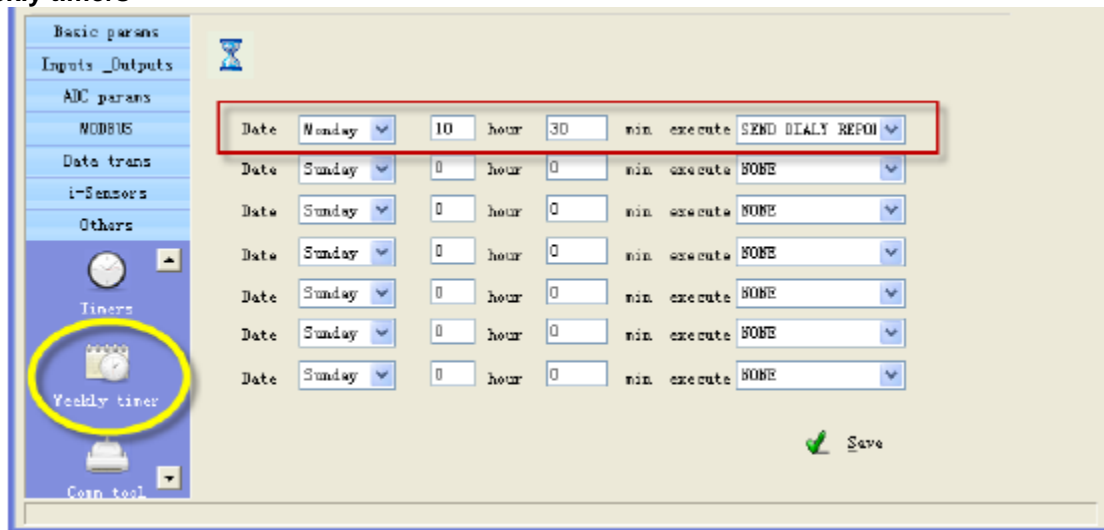 kly timers
Basic params
Inputs _Outputs
ADC params
MODBUS
Data trans
i-Sensors
Others
Timers
Weekly timer
Comm tool
Date Monday 10 hour 30 min execute SEND DIALY REPO
Date Sunday 0 hour 0 min execute NONE
Date Sunday 0 hour 0 min execute NONE
Date Sunday 0 hour 0 min execute NONE
Date Sunday 0 hour 0 min execute NONE
Date Sunday 0 hour 0 min execute NONE
Date Sunday 0 hour 0 min execute NONE
Save